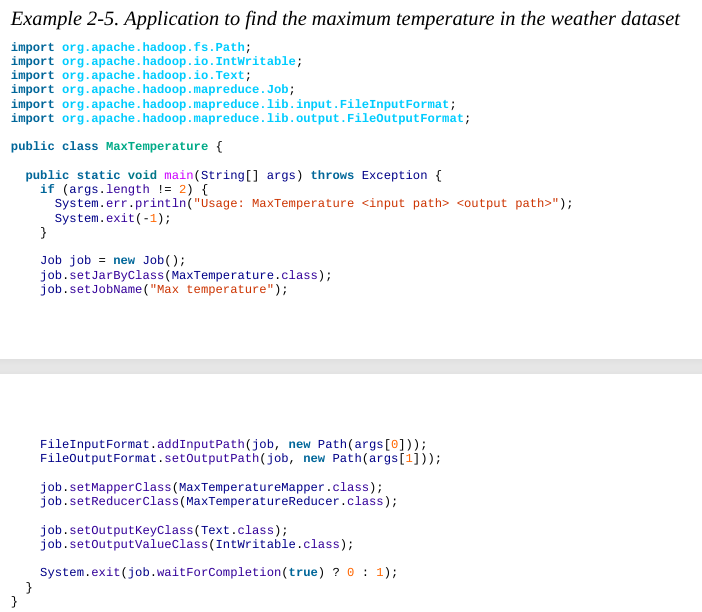 Example 2-5. Application to find the maximum temperature in the weather dataset
import org.apache.hadoop.fs.Path;
import org.apache.hadoop.io.IntWritable;
import org.apache.hadoop.io.Text;
import org.apache.hadoop.mapreduce.Job;
import org.apache.hadoop.mapreduce.lib.input.FileInputFormat;
import org.apache.hadoop.mapreduce.lib.output.FileOutputFormat;

public class MaxTemperature {

  public static void main(String[] args) throws Exception {
    if (args.length != 2) {
      System.err.println("Usage: MaxTemperature <input path> <output path>");
      System.exit(-1);
    }

    Job job = new Job();
    job.setJarByClass(MaxTemperature.class);
    job.setJobName("Max temperature");

    FileInputFormat.addInputPath(job, new Path(args[0]));
    FileOutputFormat.setOutputPath(job, new Path(args[1]));

    job.setMapperClass(MaxTemperatureMapper.class);
    job.setReducerClass(MaxTemperatureReducer.class);

    job.setOutputKeyClass(Text.class);
    job.setOutputValueClass(IntWritable.class);

    System.exit(job.waitForCompletion(true) ? 0 : 1);
  }
}